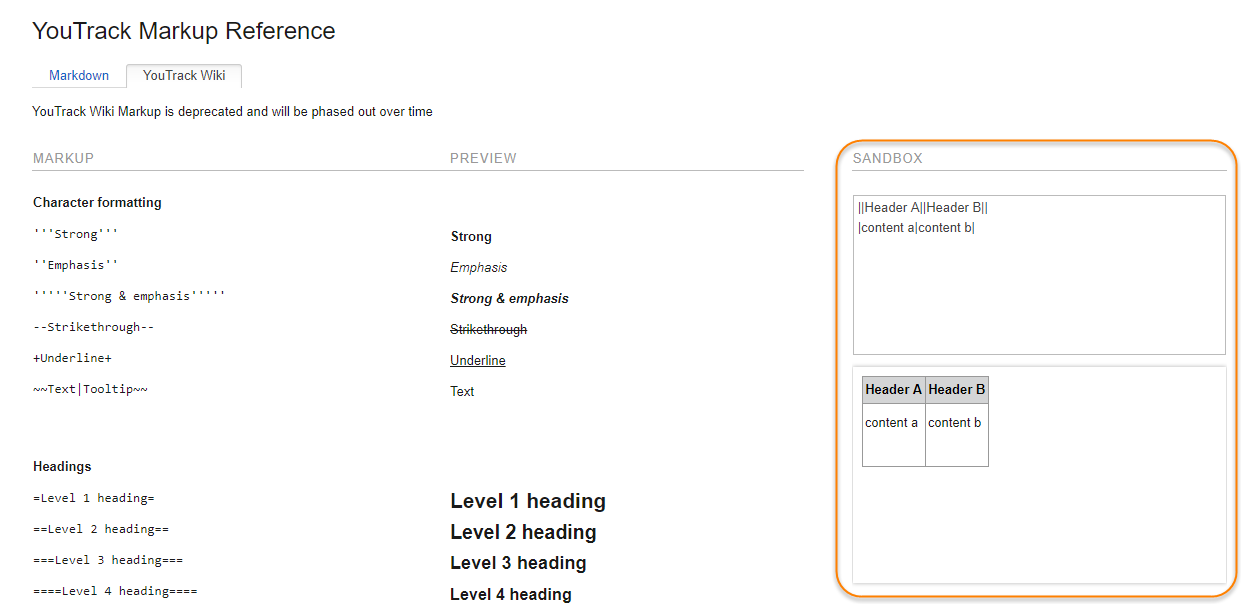 YouTrack Markup Reference
Markdown
YouTrack Wiki
YouTrack Wiki Markup is deprecated and will be phased out over time
MARKUP
PREVIEW
Character formatting
'''Strong'''
Strong
''Emphasis''
Emphasis
'''''Strong & emphasis'''''
Strong & emphasis
--Strikethrough--
Strikethrough
+Underline+
Underline
~~Text|Tooltip~~
Text
Headings
=Level 1 heading=
Level 1 heading
==Level 2 heading==
Level 2 heading
===Level 3 heading===
Level 3 heading
====Level 4 heading====
Level 4 heading
SANDBOX
||Header A||Header B||
|content a|content b|
Header A
Header B
content a
content b